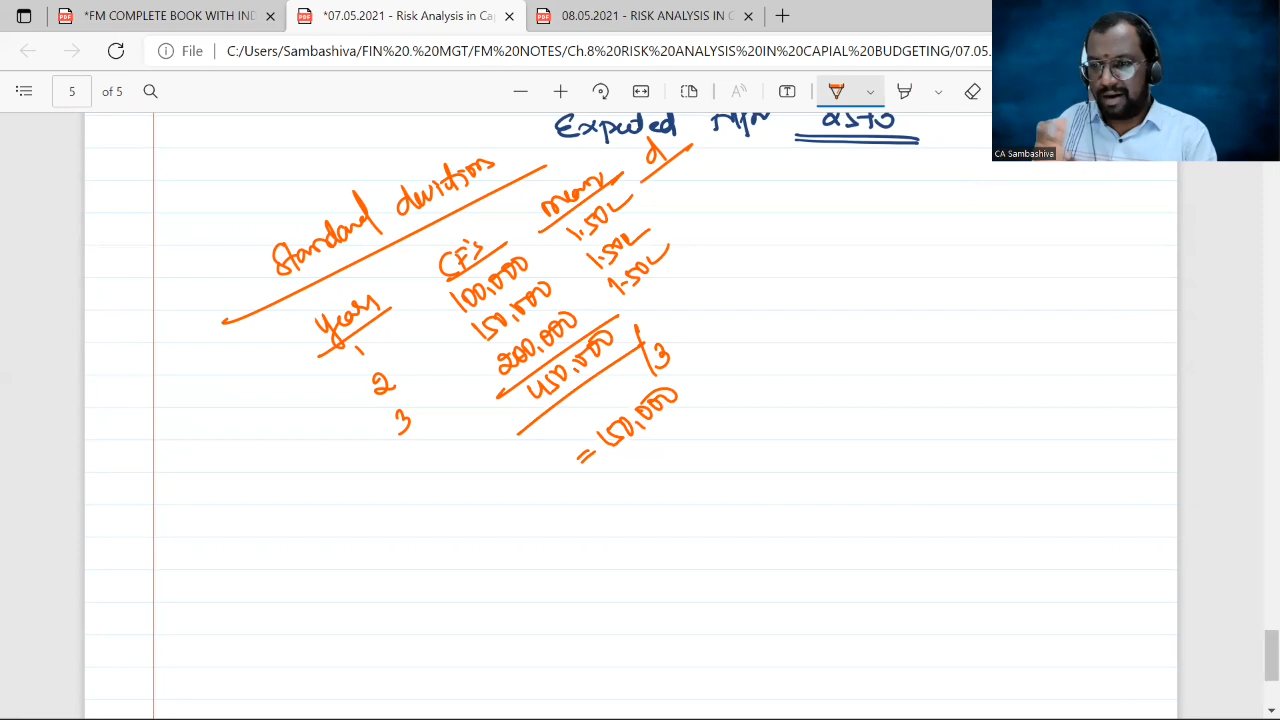 *FM COMPLETE BOOK WITH IND
*07.05.2021 - Risk Analysis in Ca
08.05.2021 - RISK ANALYSIS IN C
File
C:/Users/Sambashiva/FIN%20.%20MGT/FM%20NOTES/Ch.8%20RISK%20ANALYSIS%20IN%20CAPIAL%20BUDGETING/07.05.
5 of 5
CA Sambashiva
Expected
Standard deviations
Years CF's mean d
1 100,000 1.50L
2 150,000 1.50L
3 200,000 1.50L
450,000 /3
= 150,000